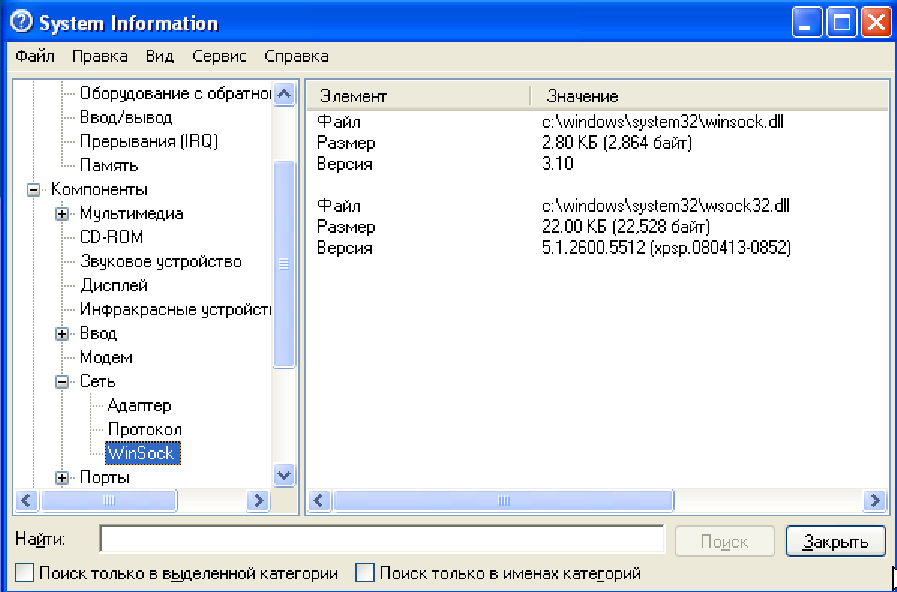 System Information
Файл Правка Вид Сервис Справка
Оборудование с обратно
Ввод/вывод
Прерывания (IRQ)
Память
Компоненты
Мультимедиа
CD-ROM
Звуковое устройство
Дисплей
Инфракрасные устройст
Ввод
Модем
Сеть
Адаптер
Протокол
WinSock
Порты
Элемент Значение
Файл c:\windows\system32\winsock.dll
Размер 2.80 КБ (2,864 байт)
Версия 3.10
Файл c:\windows\system32\wsock32.dll
Размер 22.00 КБ (22,528 байт)
Версия 5.1.2600.5512 (xpsp.080413-0852)
Найти: Поиск Закрыть
Поиск только в выделенной категории Поиск только в именах категорий